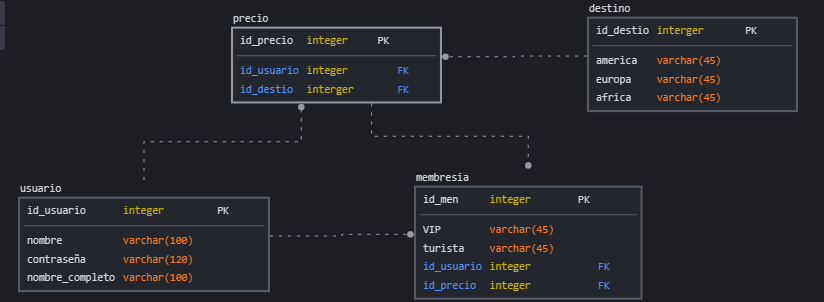 precio
id_precio integer PK
id_usuario integer FK
id_destio interger FK
destino
id_destio interger PK
america varchar(45)
europa varchar(45)
africa varchar(45)
usuario
id_usuario integer PK
nombre varchar(100)
contraseña varchar(120)
nombre_completo varchar(100)
membresia
id_men integer PK
VIP varchar(45)
turista varchar(45)
id_usuario integer FK
id_precio integer FK